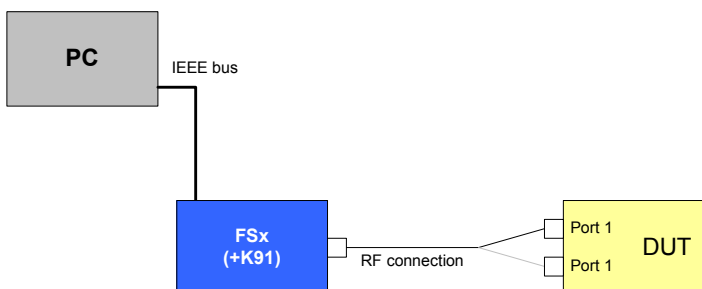 PC
IEEE bus
FSx
(+K91)
RF connection
Port 1
Port 1
DUT